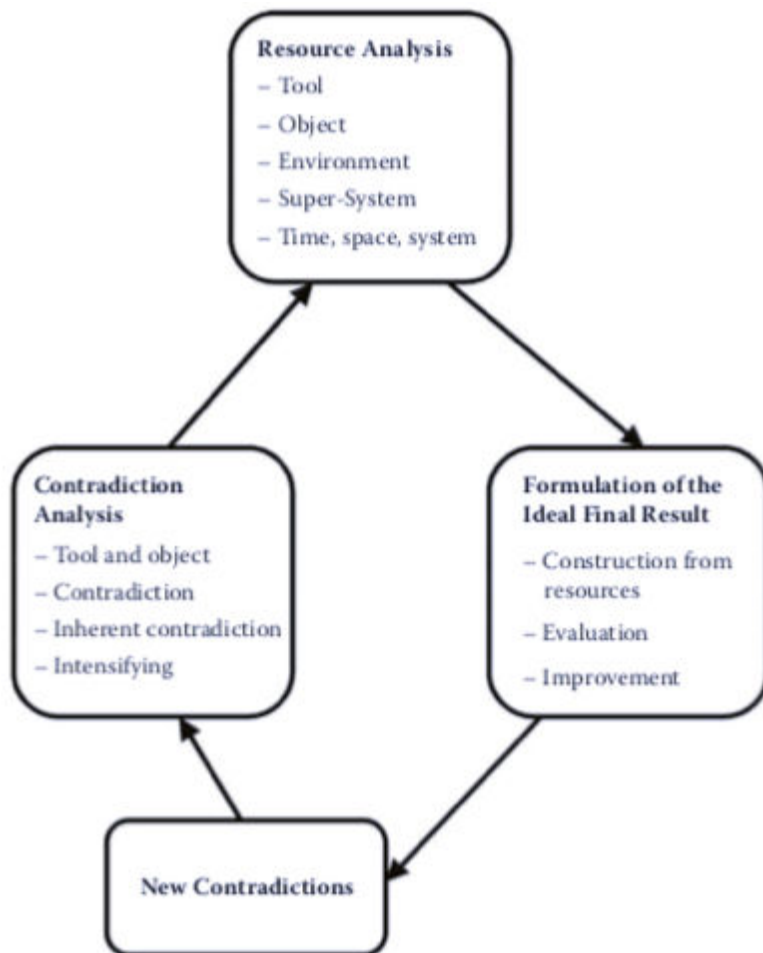 Resource Analysis
– Tool
– Object
– Environment
– Super-System
– Time, space, system
Contradiction
Analysis
– Tool and object
– Contradiction
– Inherent contradiction
– Intensifying
Formulation of the
Ideal Final Result
– Construction from
resources
– Evaluation
– Improvement
New Contradictions